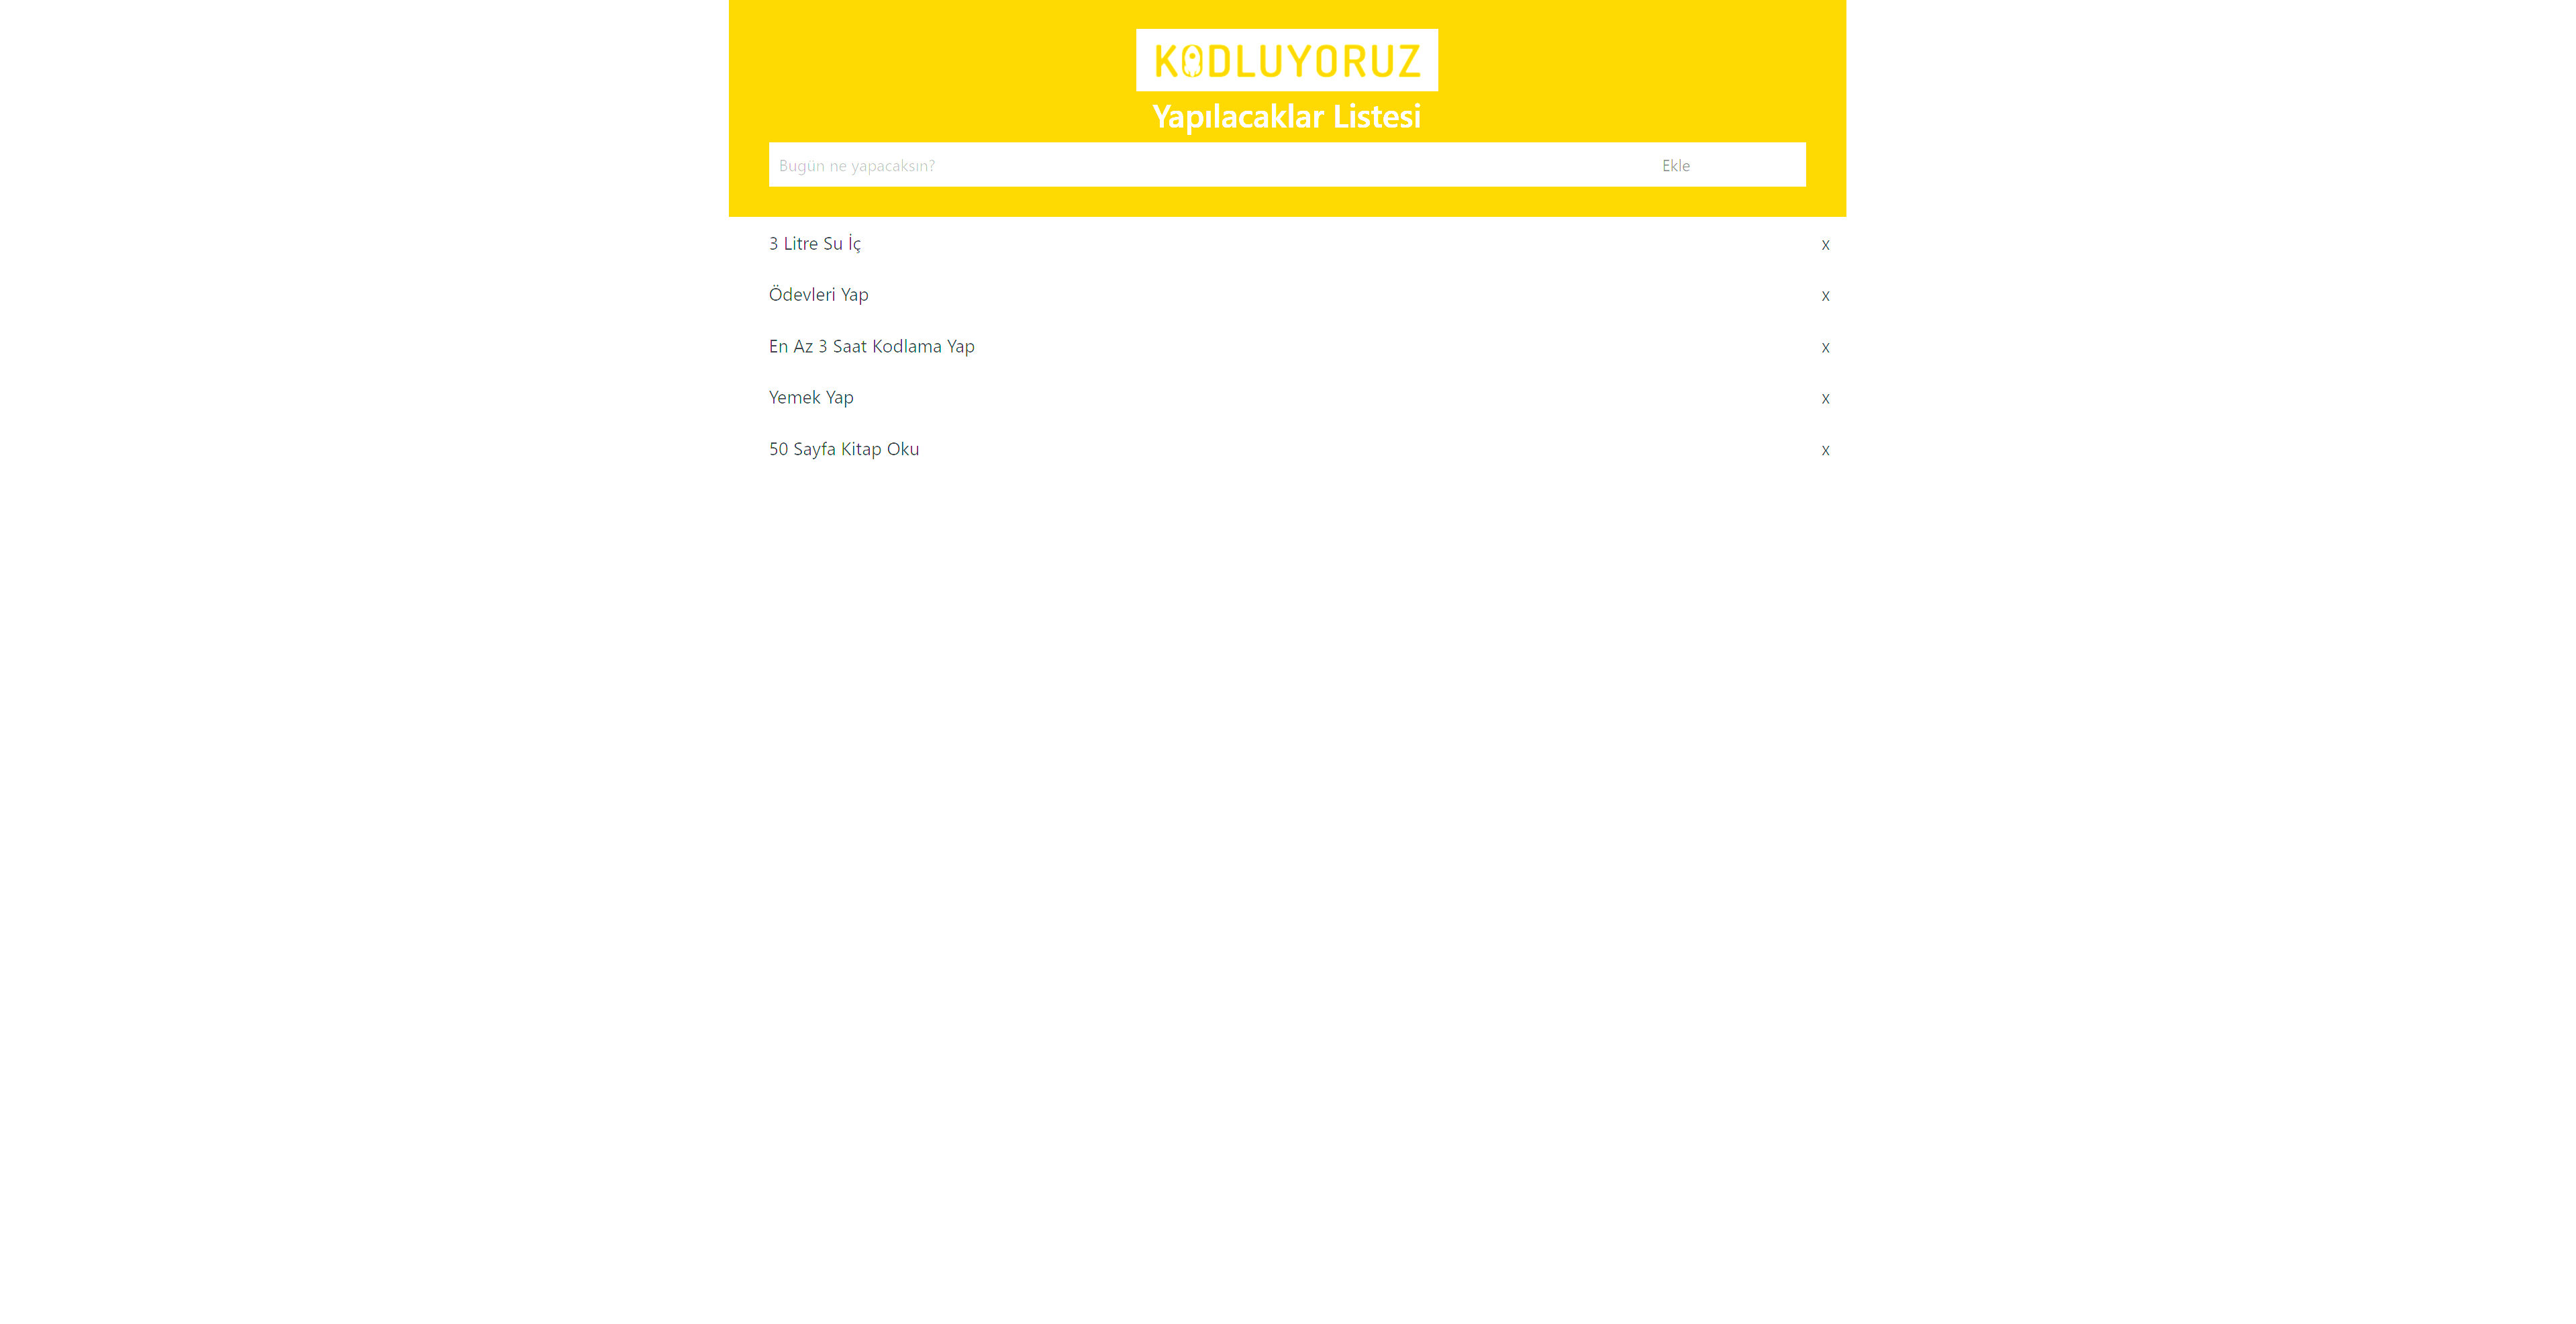 KODLUYORUZ
Yapılacaklar Listesi
Bugün ne yapacaksın? Ekle
3 Litre Su İç x
Ödevleri Yap x
En Az 3 Saat Kodlama Yap x
Yemek Yap x
50 Sayfa Kitap Oku x